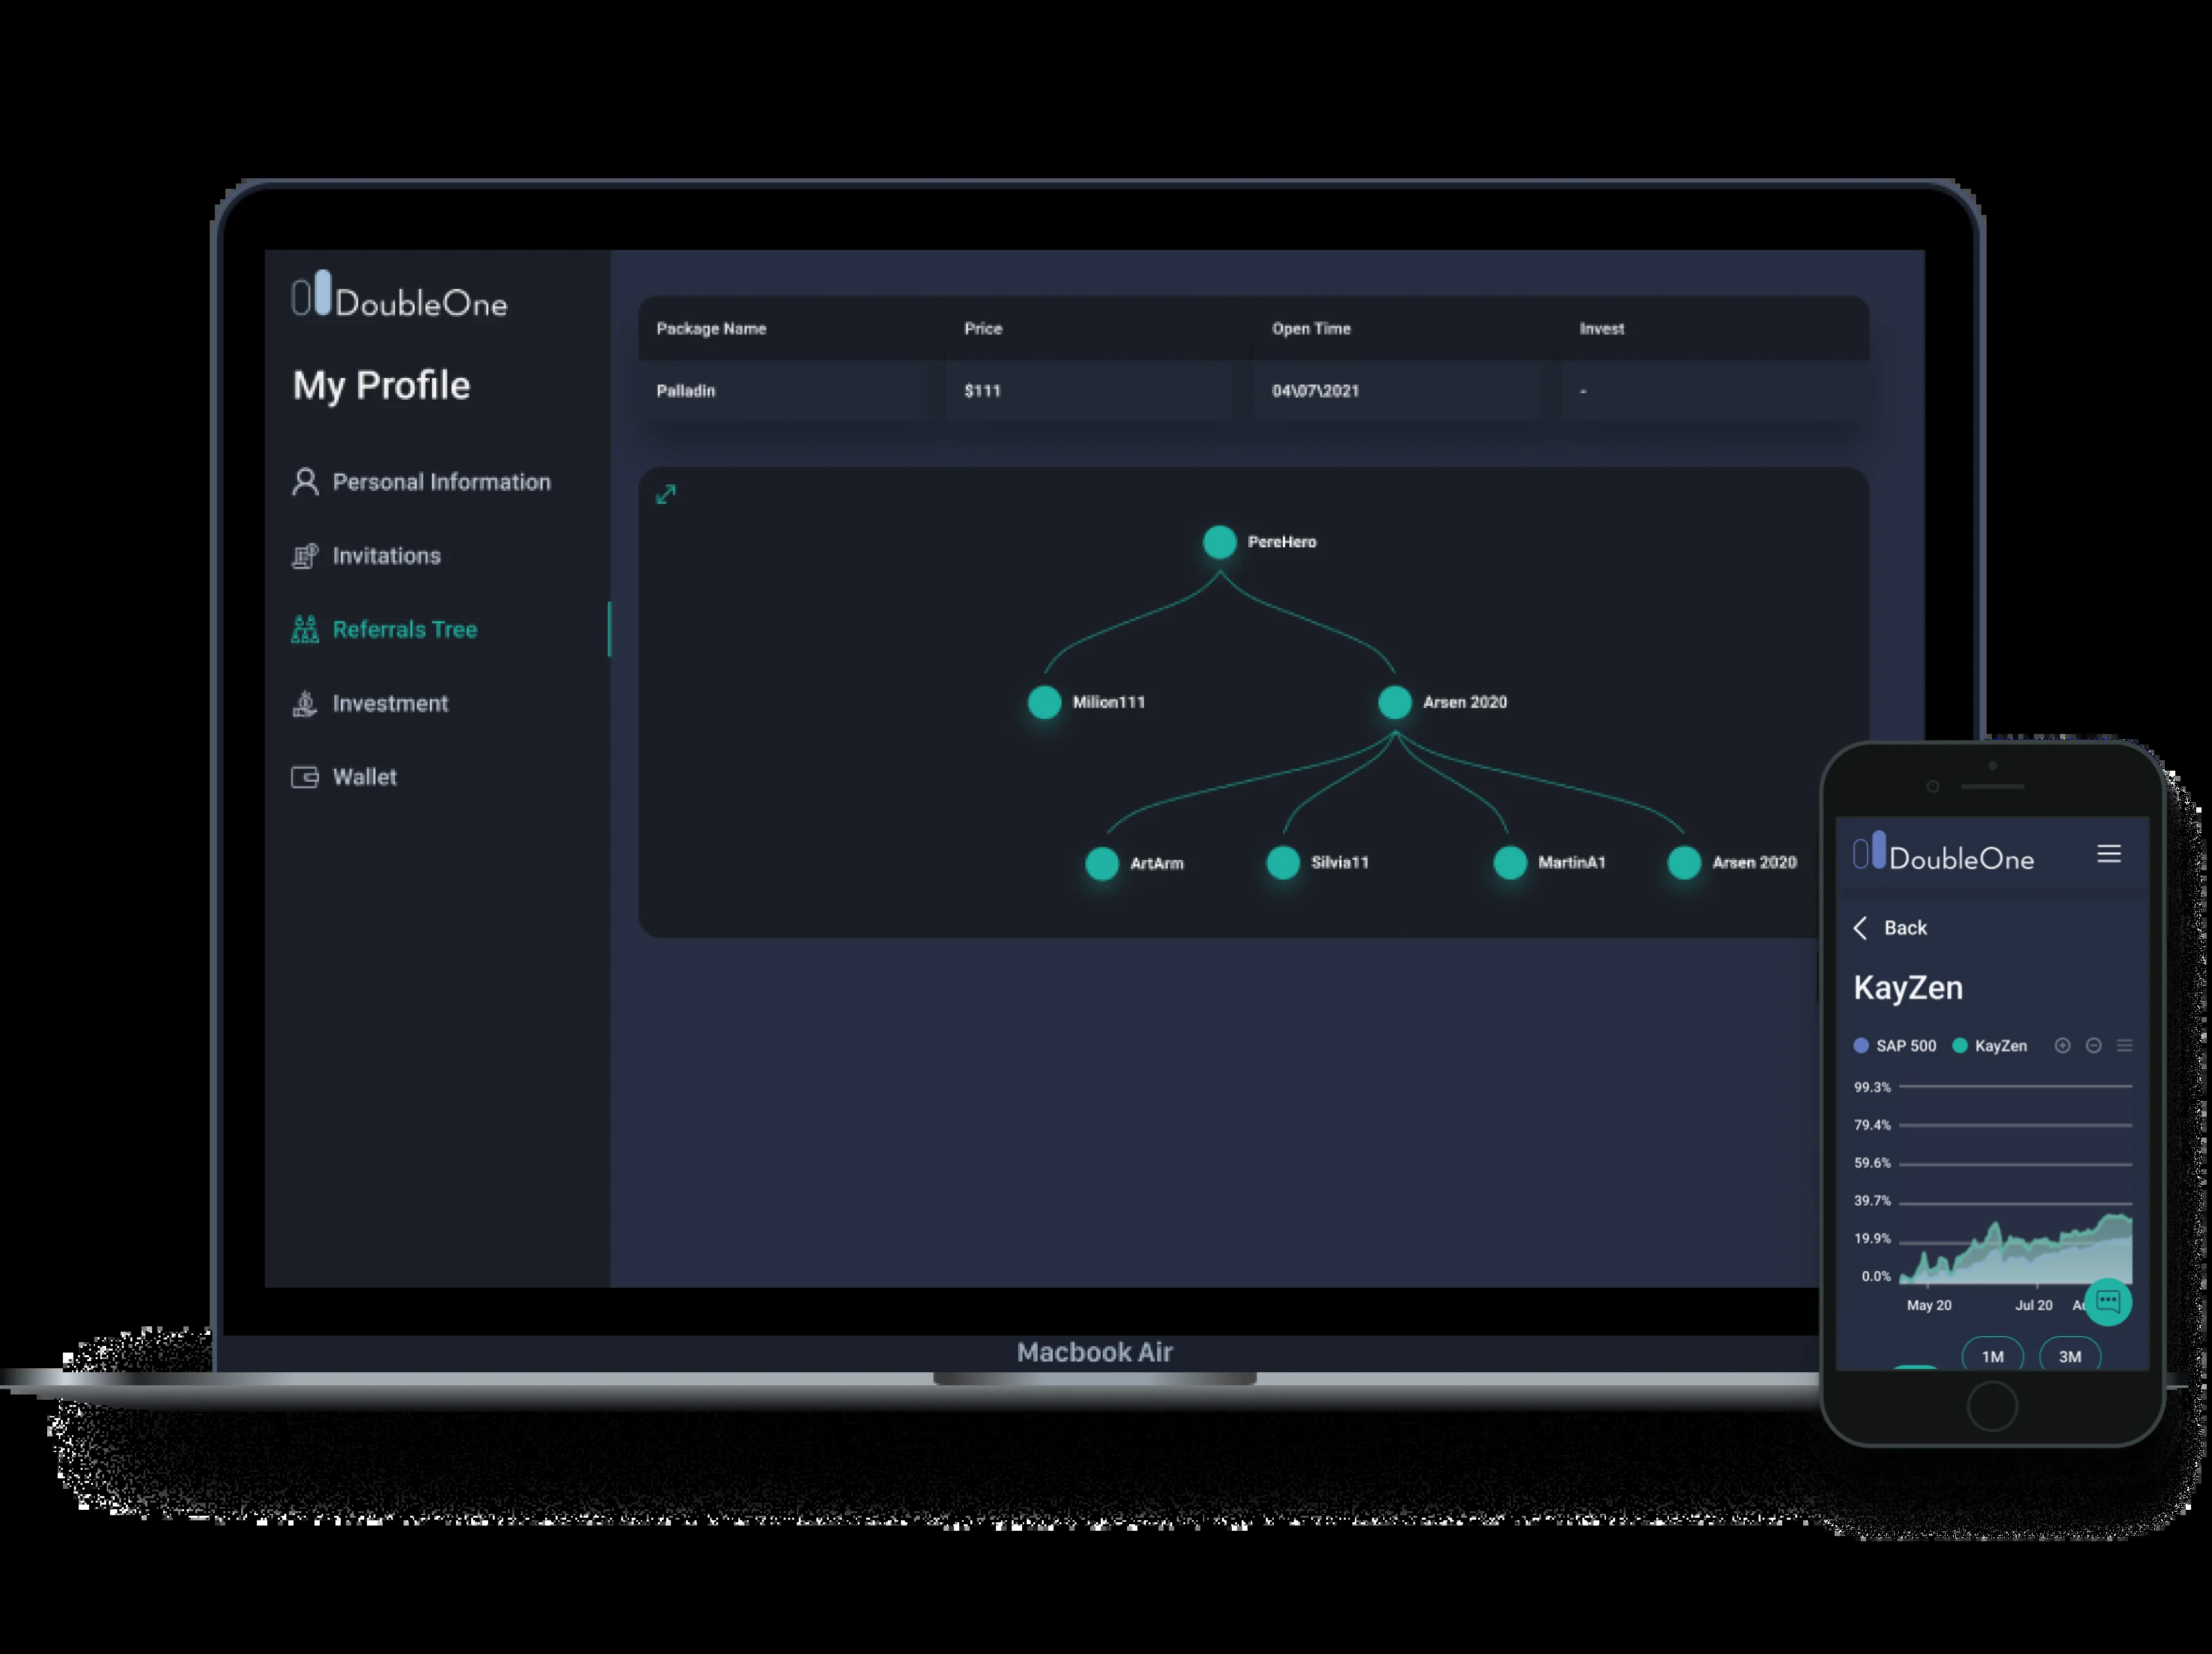 DoubleOne
My Profile
Personal Information
Invitations
Referrals Tree
Investment
Wallet
Package Name Price Open Time Invest
Palladin $111 04\07\2021 -
PereHero
Milion111 Arsen 2020
ArtArm Silvia11 MartinA1 Arsen 2020
Macbook Air
DoubleOne
Back
KayZen
SAP 500 KayZen
99.3%
79.4%
59.6%
39.7%
19.9%
0.0%
May 20 Jul 20
1M 3M